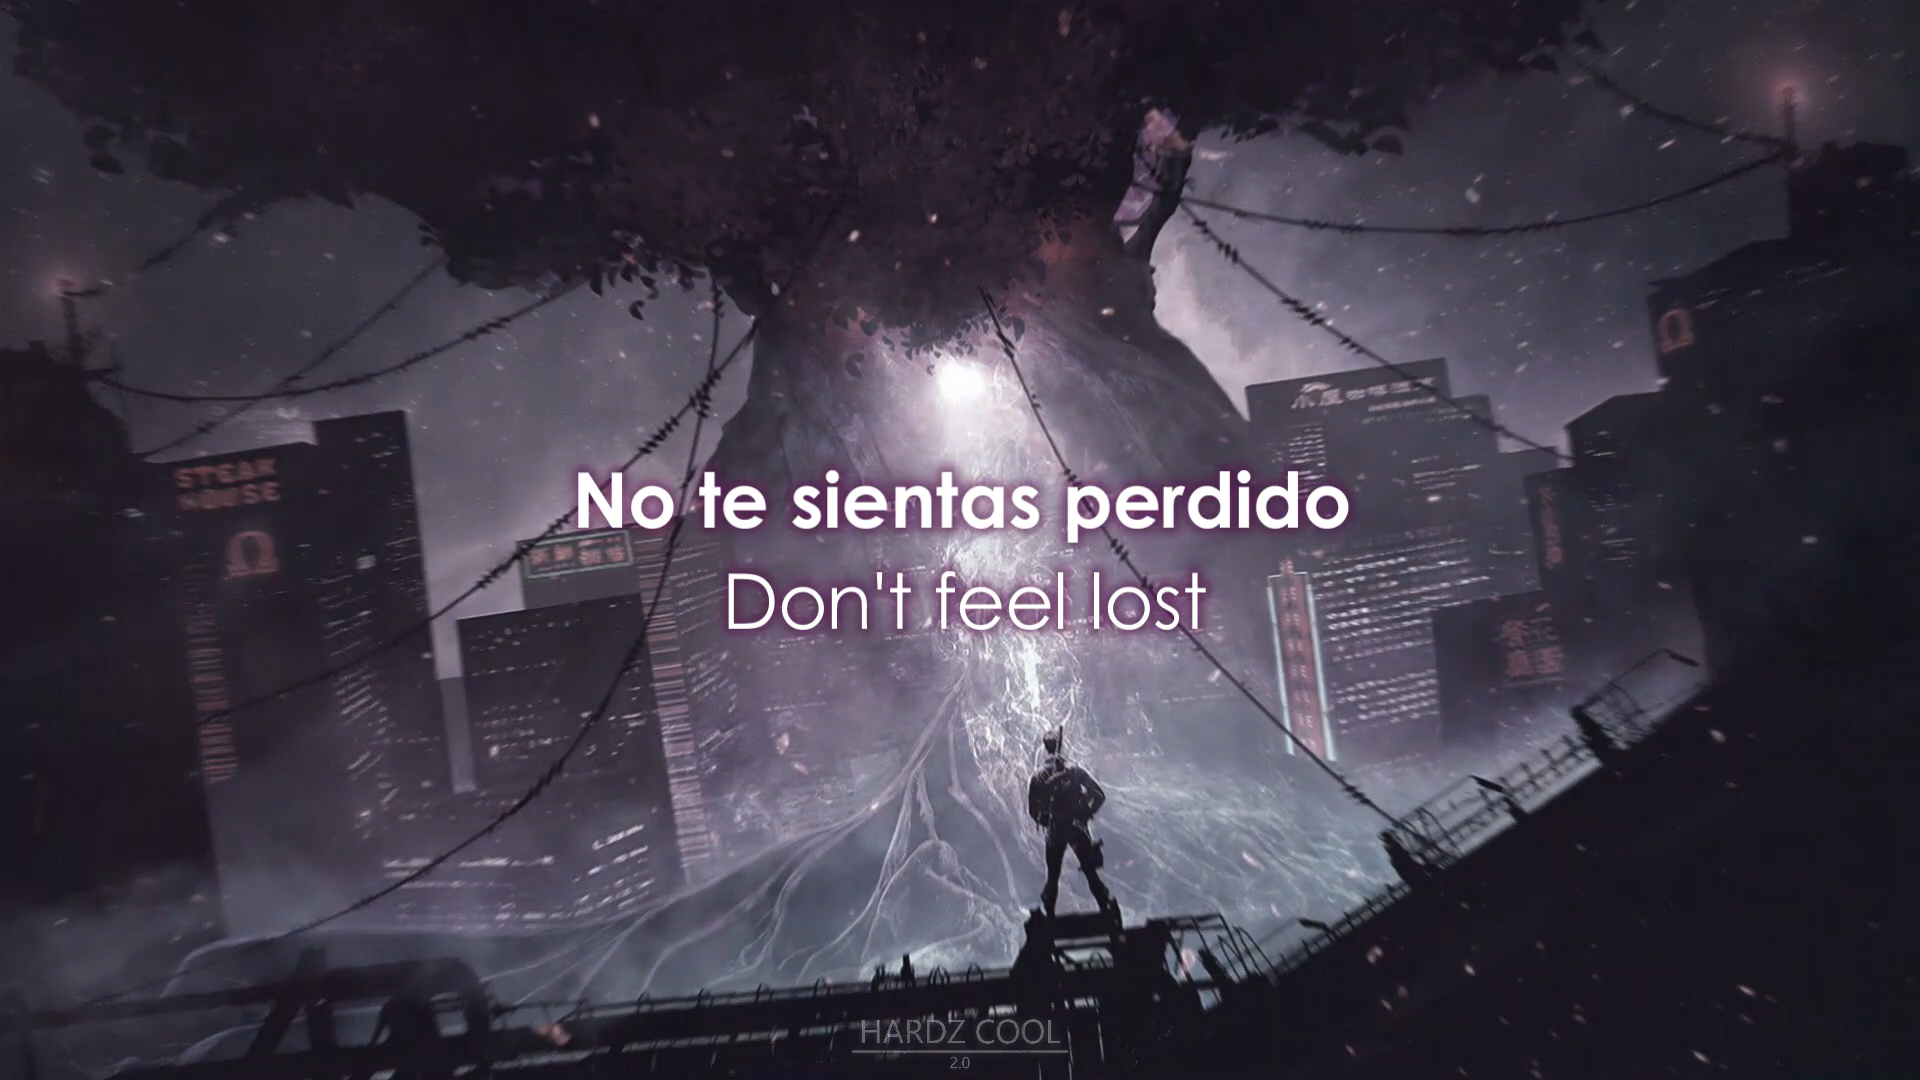 STEAK
HOUSE
Ω
Ω
No te sientas perdido
Don't feel lost
HARDZ COOL
2.0